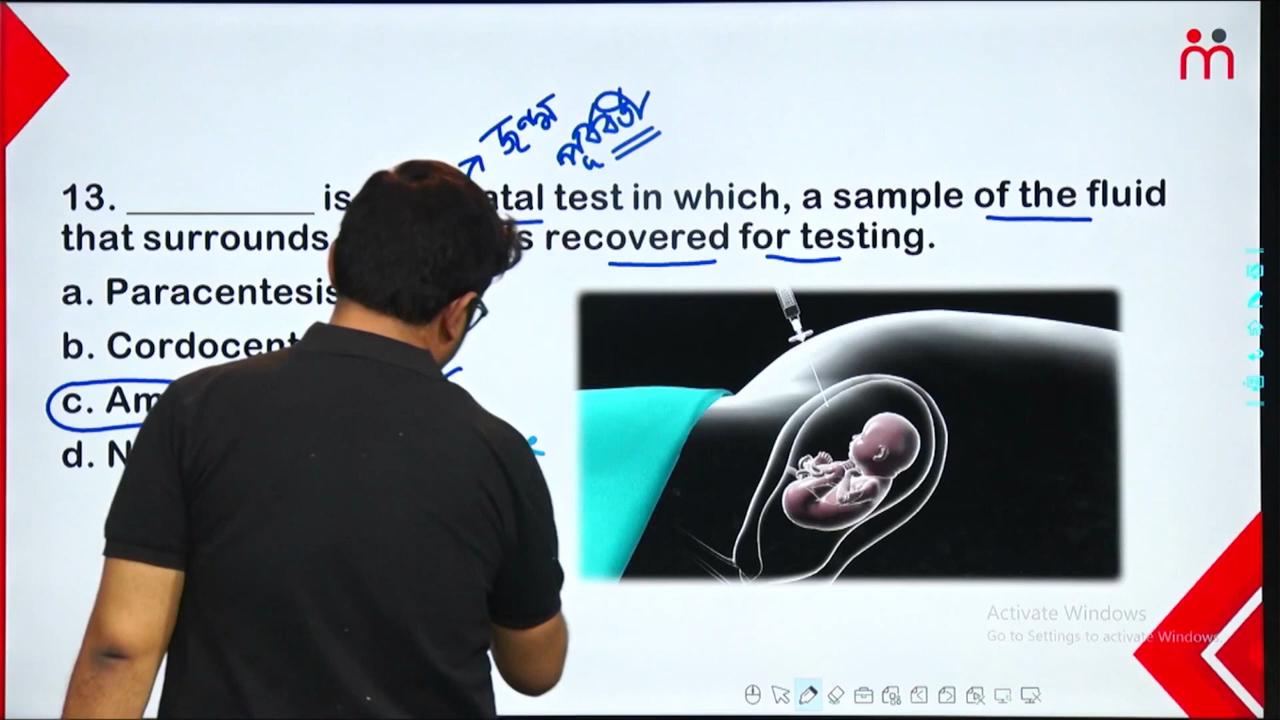 জন্ম
13. __________ is atal test in which, a sample of the fluid
that surrounds s recovered for testing.
a. Paracentesis
b. Cordocent
c. Am
d. N
Activate Windows
Go to Settings to activate Windows.